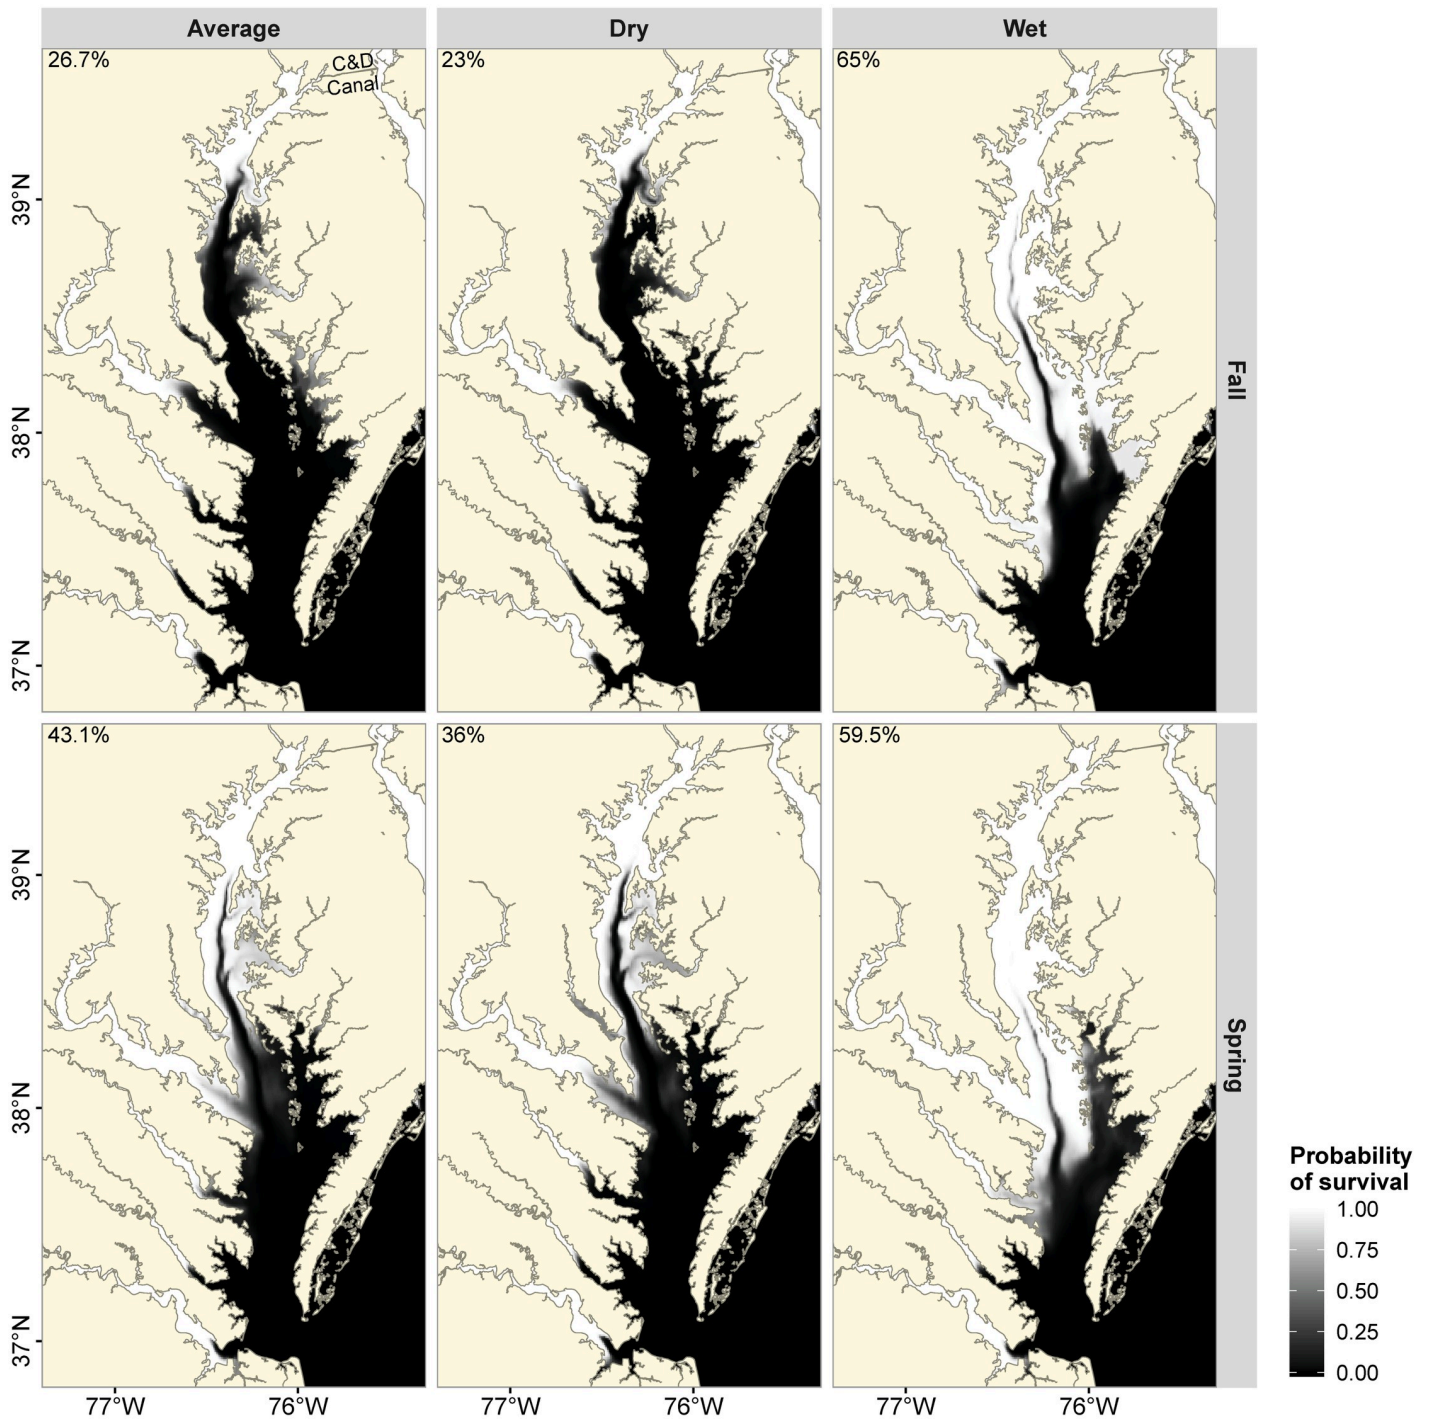 Average
Dry
Wet
26.7%
C&D
Canal
23%
65%
39°N
38°N
37°N
Fall
43.1%
36%
59.5%
39°N
38°N
37°N
Spring
77°W
76°W
77°W
76°W
77°W
76°W
Probability
of survival
1.00
0.75
0.50
0.25
0.00